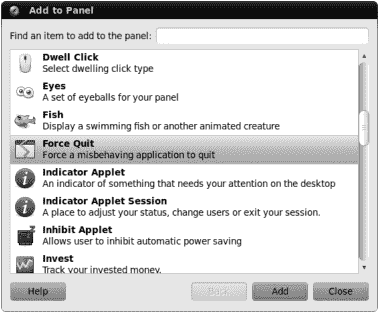 Add to Panel
Find an item to add to the panel:
Dwell Click
Select dwelling click type
Eyes
A set of eyeballs for your panel
Fish
Display a swimming fish or another animated creature
Force Quit
Force a misbehaving application to quit
Indicator Applet
An indicator of something that needs your attention on the desktop
Indicator Applet Session
A place to adjust your status, change users or exit your session.
Inhibit Applet
Allows user to inhibit automatic power saving
Invest
Track your invested money.
Help
Back
Add
Close